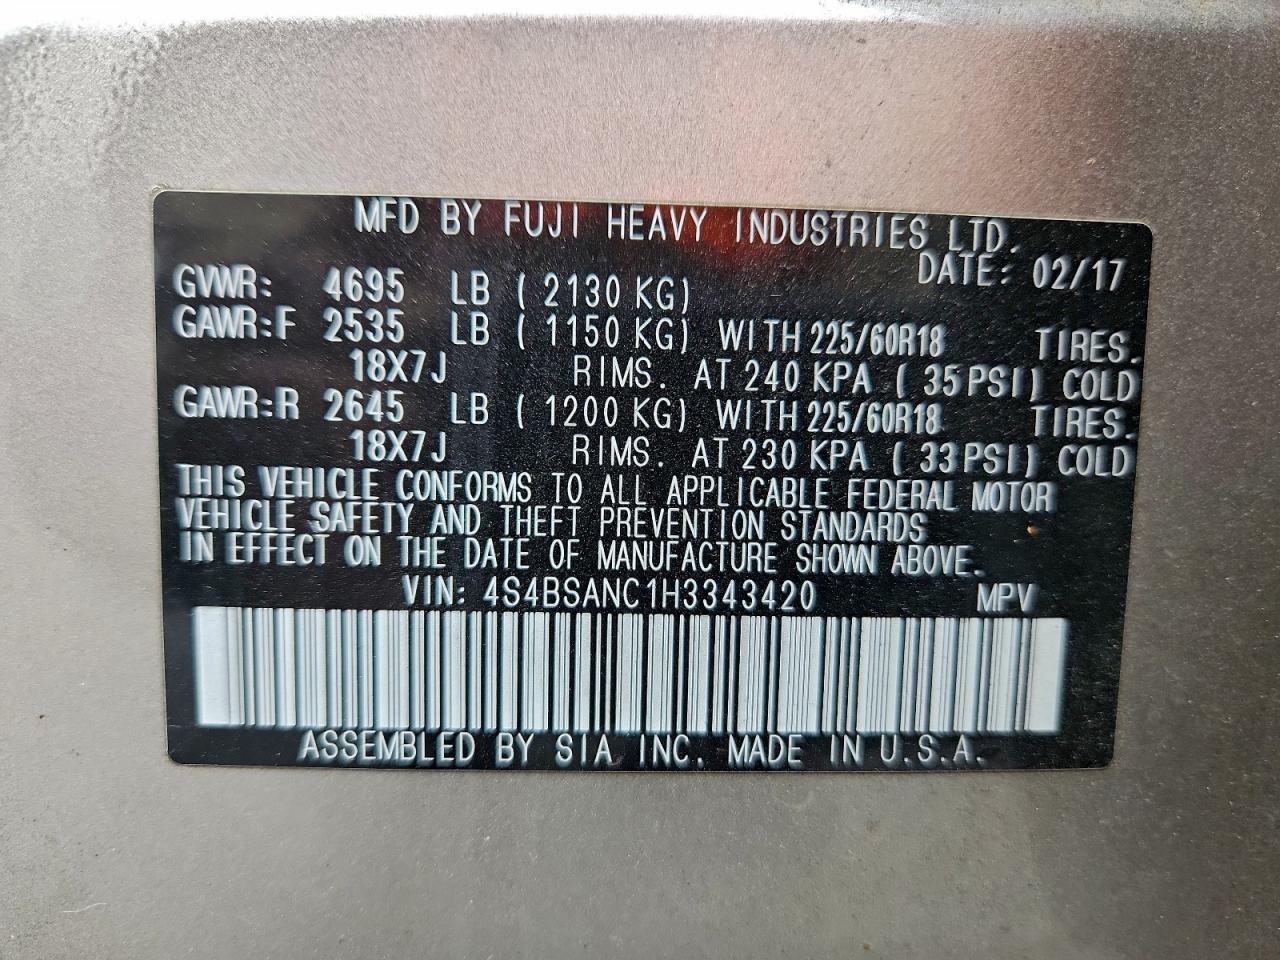 MFD BY FUJI HEAVY INDUSTRIES LTD.
DATE: 02/17
GVWR: 4695 LB ( 2130 KG)
GAWR:F 2535 LB ( 1150 KG) WITH 225/60R18 TIRES.
18X7J RIMS. AT 240 KPA ( 35 PSI) COLD
GAWR:R 2645 LB ( 1200 KG) WITH 225/60R18 TIRES.
18X7J RIMS. AT 230 KPA ( 33 PSI) COLD
THIS VEHICLE CONFORMS TO ALL APPLICABLE FEDERAL MOTOR
VEHICLE SAFETY AND THEFT PREVENTION STANDARDS
IN EFFECT ON THE DATE OF MANUFACTURE SHOWN ABOVE.
VIN: 4S4BSANC1H3343420 MPV
ASSEMBLED BY SIA INC. MADE IN U.S.A.